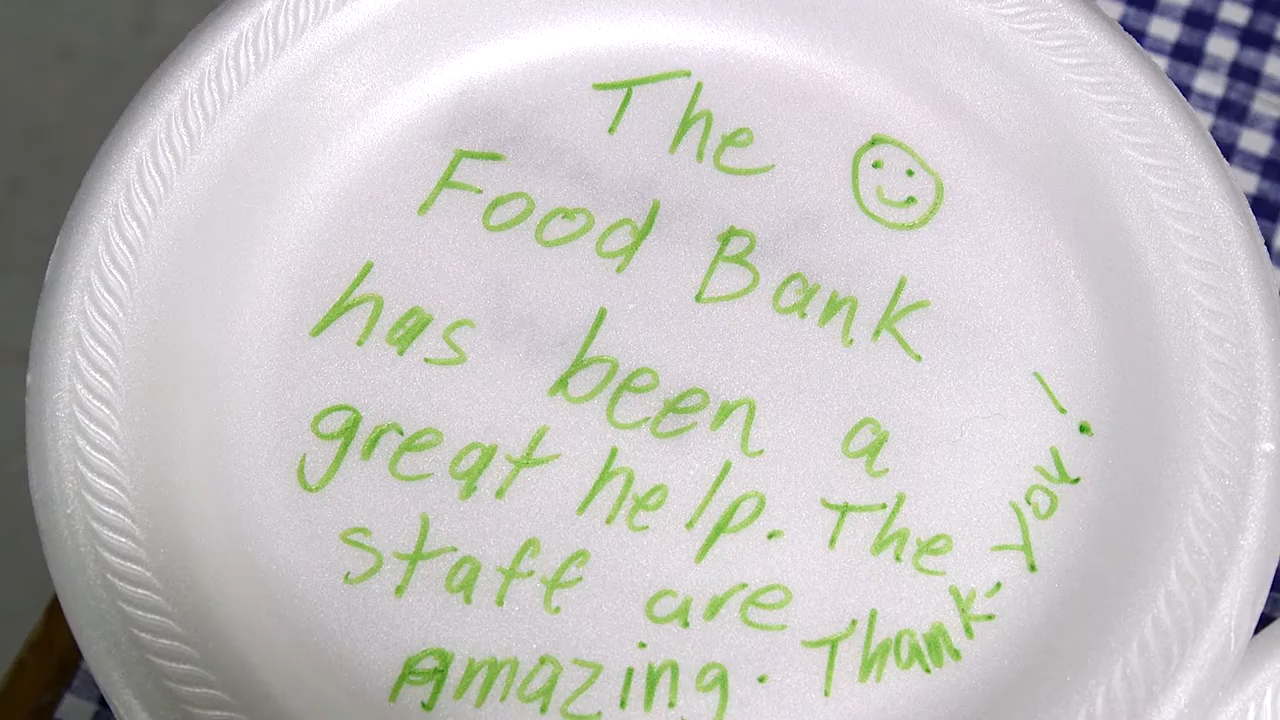 The
Food Bank
has been a
great help. The
staff are
Amazing. Thank-You!